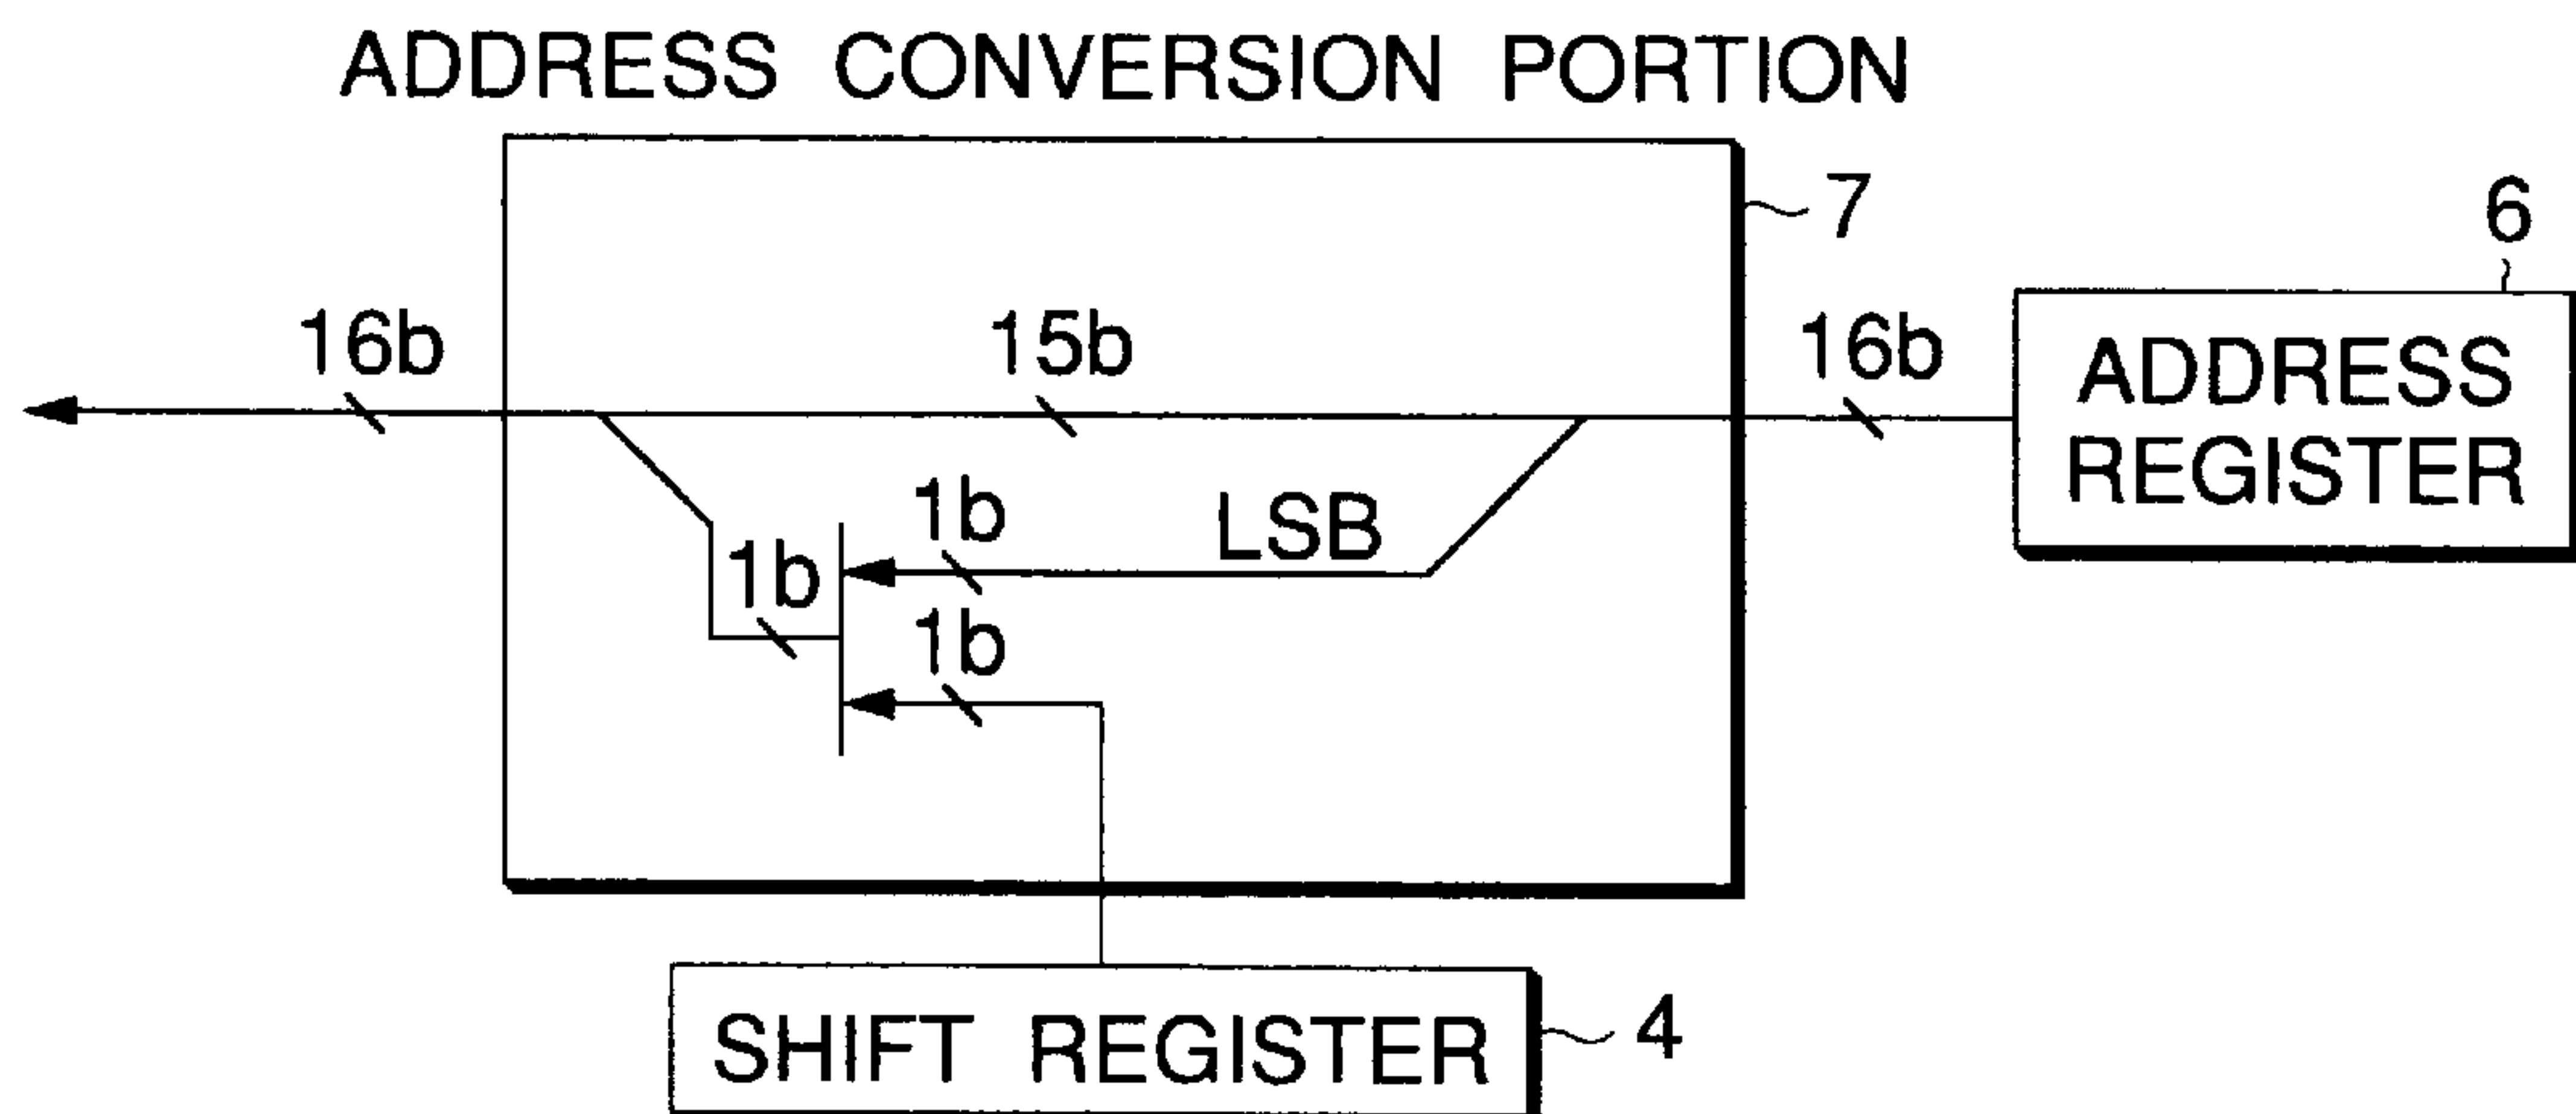 ADDRESS CONVERSION PORTION
7
6
16b
15b
16b
ADDRESS
REGISTER
1b
LSB
1b
1b
SHIFT REGISTER
4